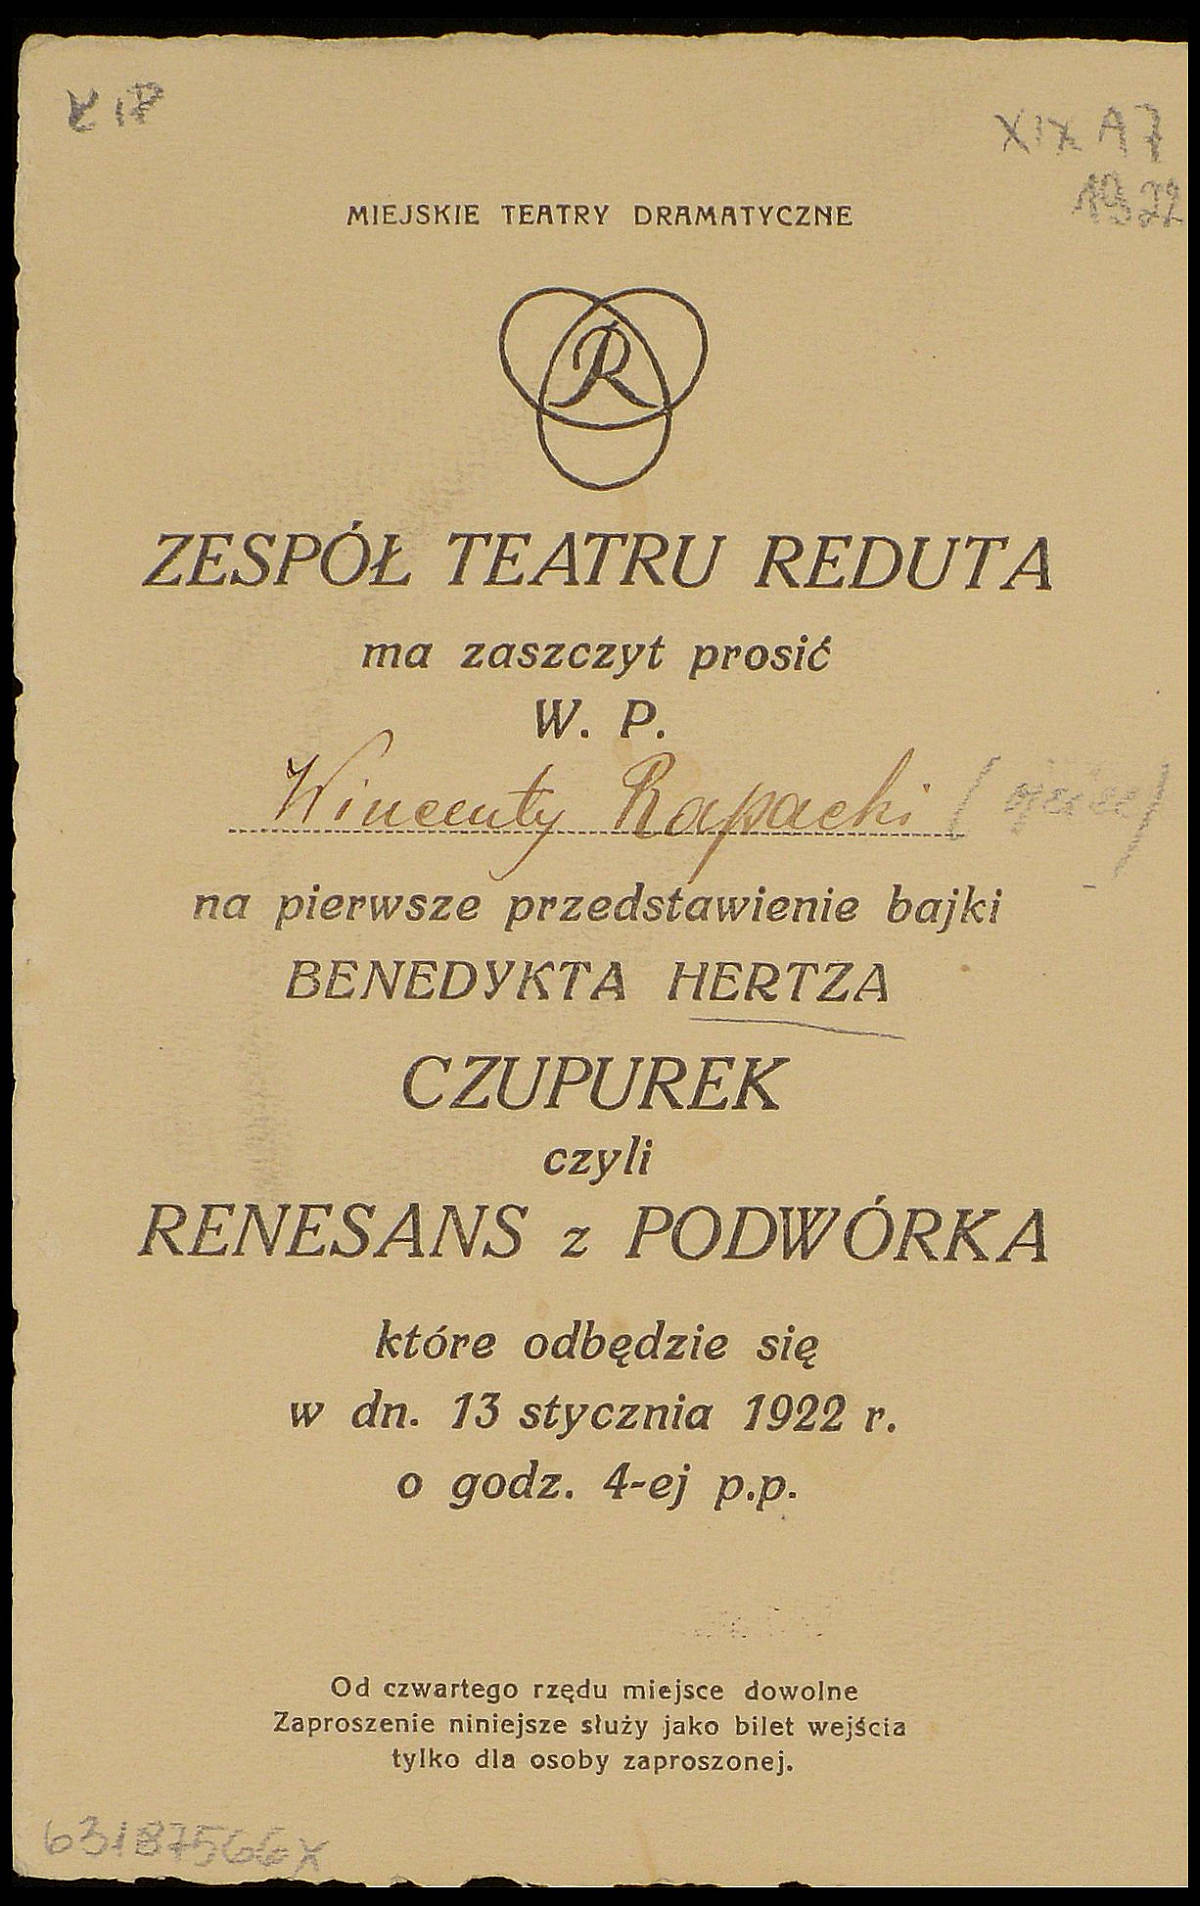 XIX A7
1922
MIEJSKIE TEATRY DRAMATYCZNE
R
ZESPÓŁ TEATRU REDUTA
ma zaszczyt prosić
W. P.
Wincenty Rapacki (ojciec)
na pierwsze przedstawienie bajki
BENEDYKTA HERTZA
CZUPUREK
czyli
RENESANS z PODWÓRKA
które odbędzie się
w dn. 13 stycznia 1922 r.
o godz. 4-ej p.p.
Od czwartego rzędu miejsce dowolne
Zaproszenie niniejsze służy jako bilet wejścia
tylko dla osoby zaproszonej.
63187566X